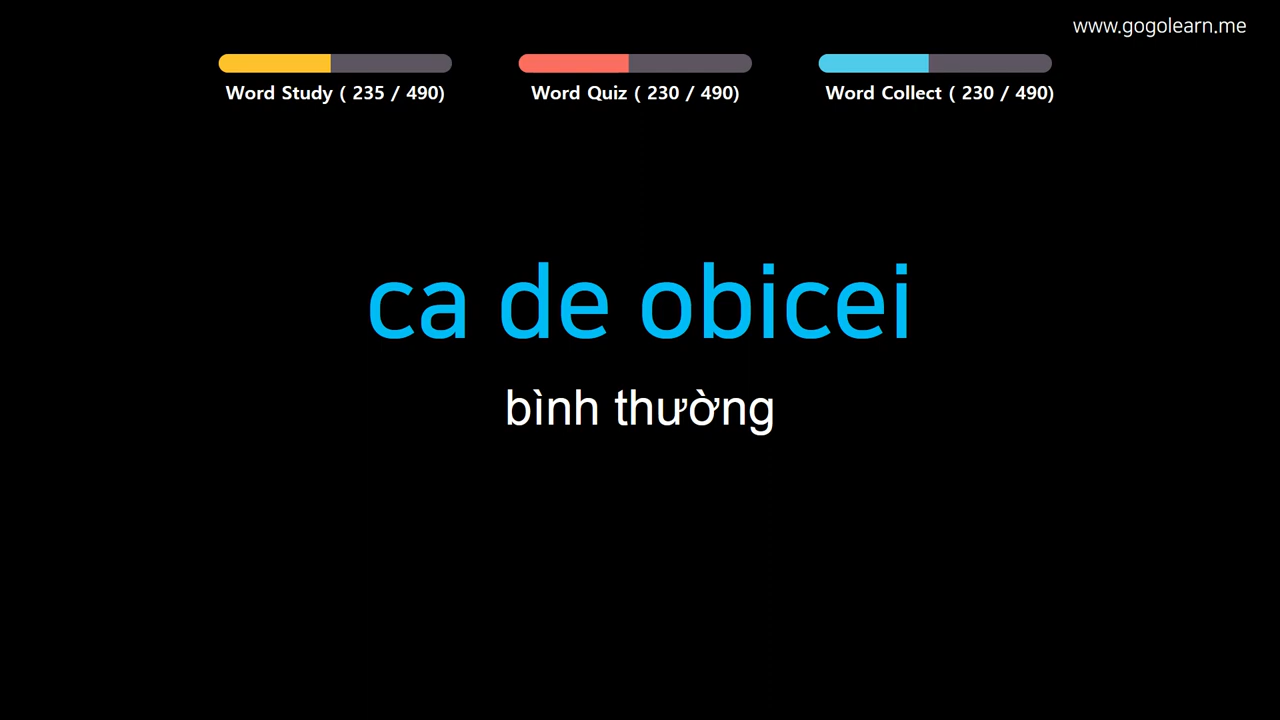 www.gogolearn.me
Word Study ( 235 / 490)
Word Quiz ( 230 / 490)
Word Collect ( 230 / 490)
ca de obicei
bình thường